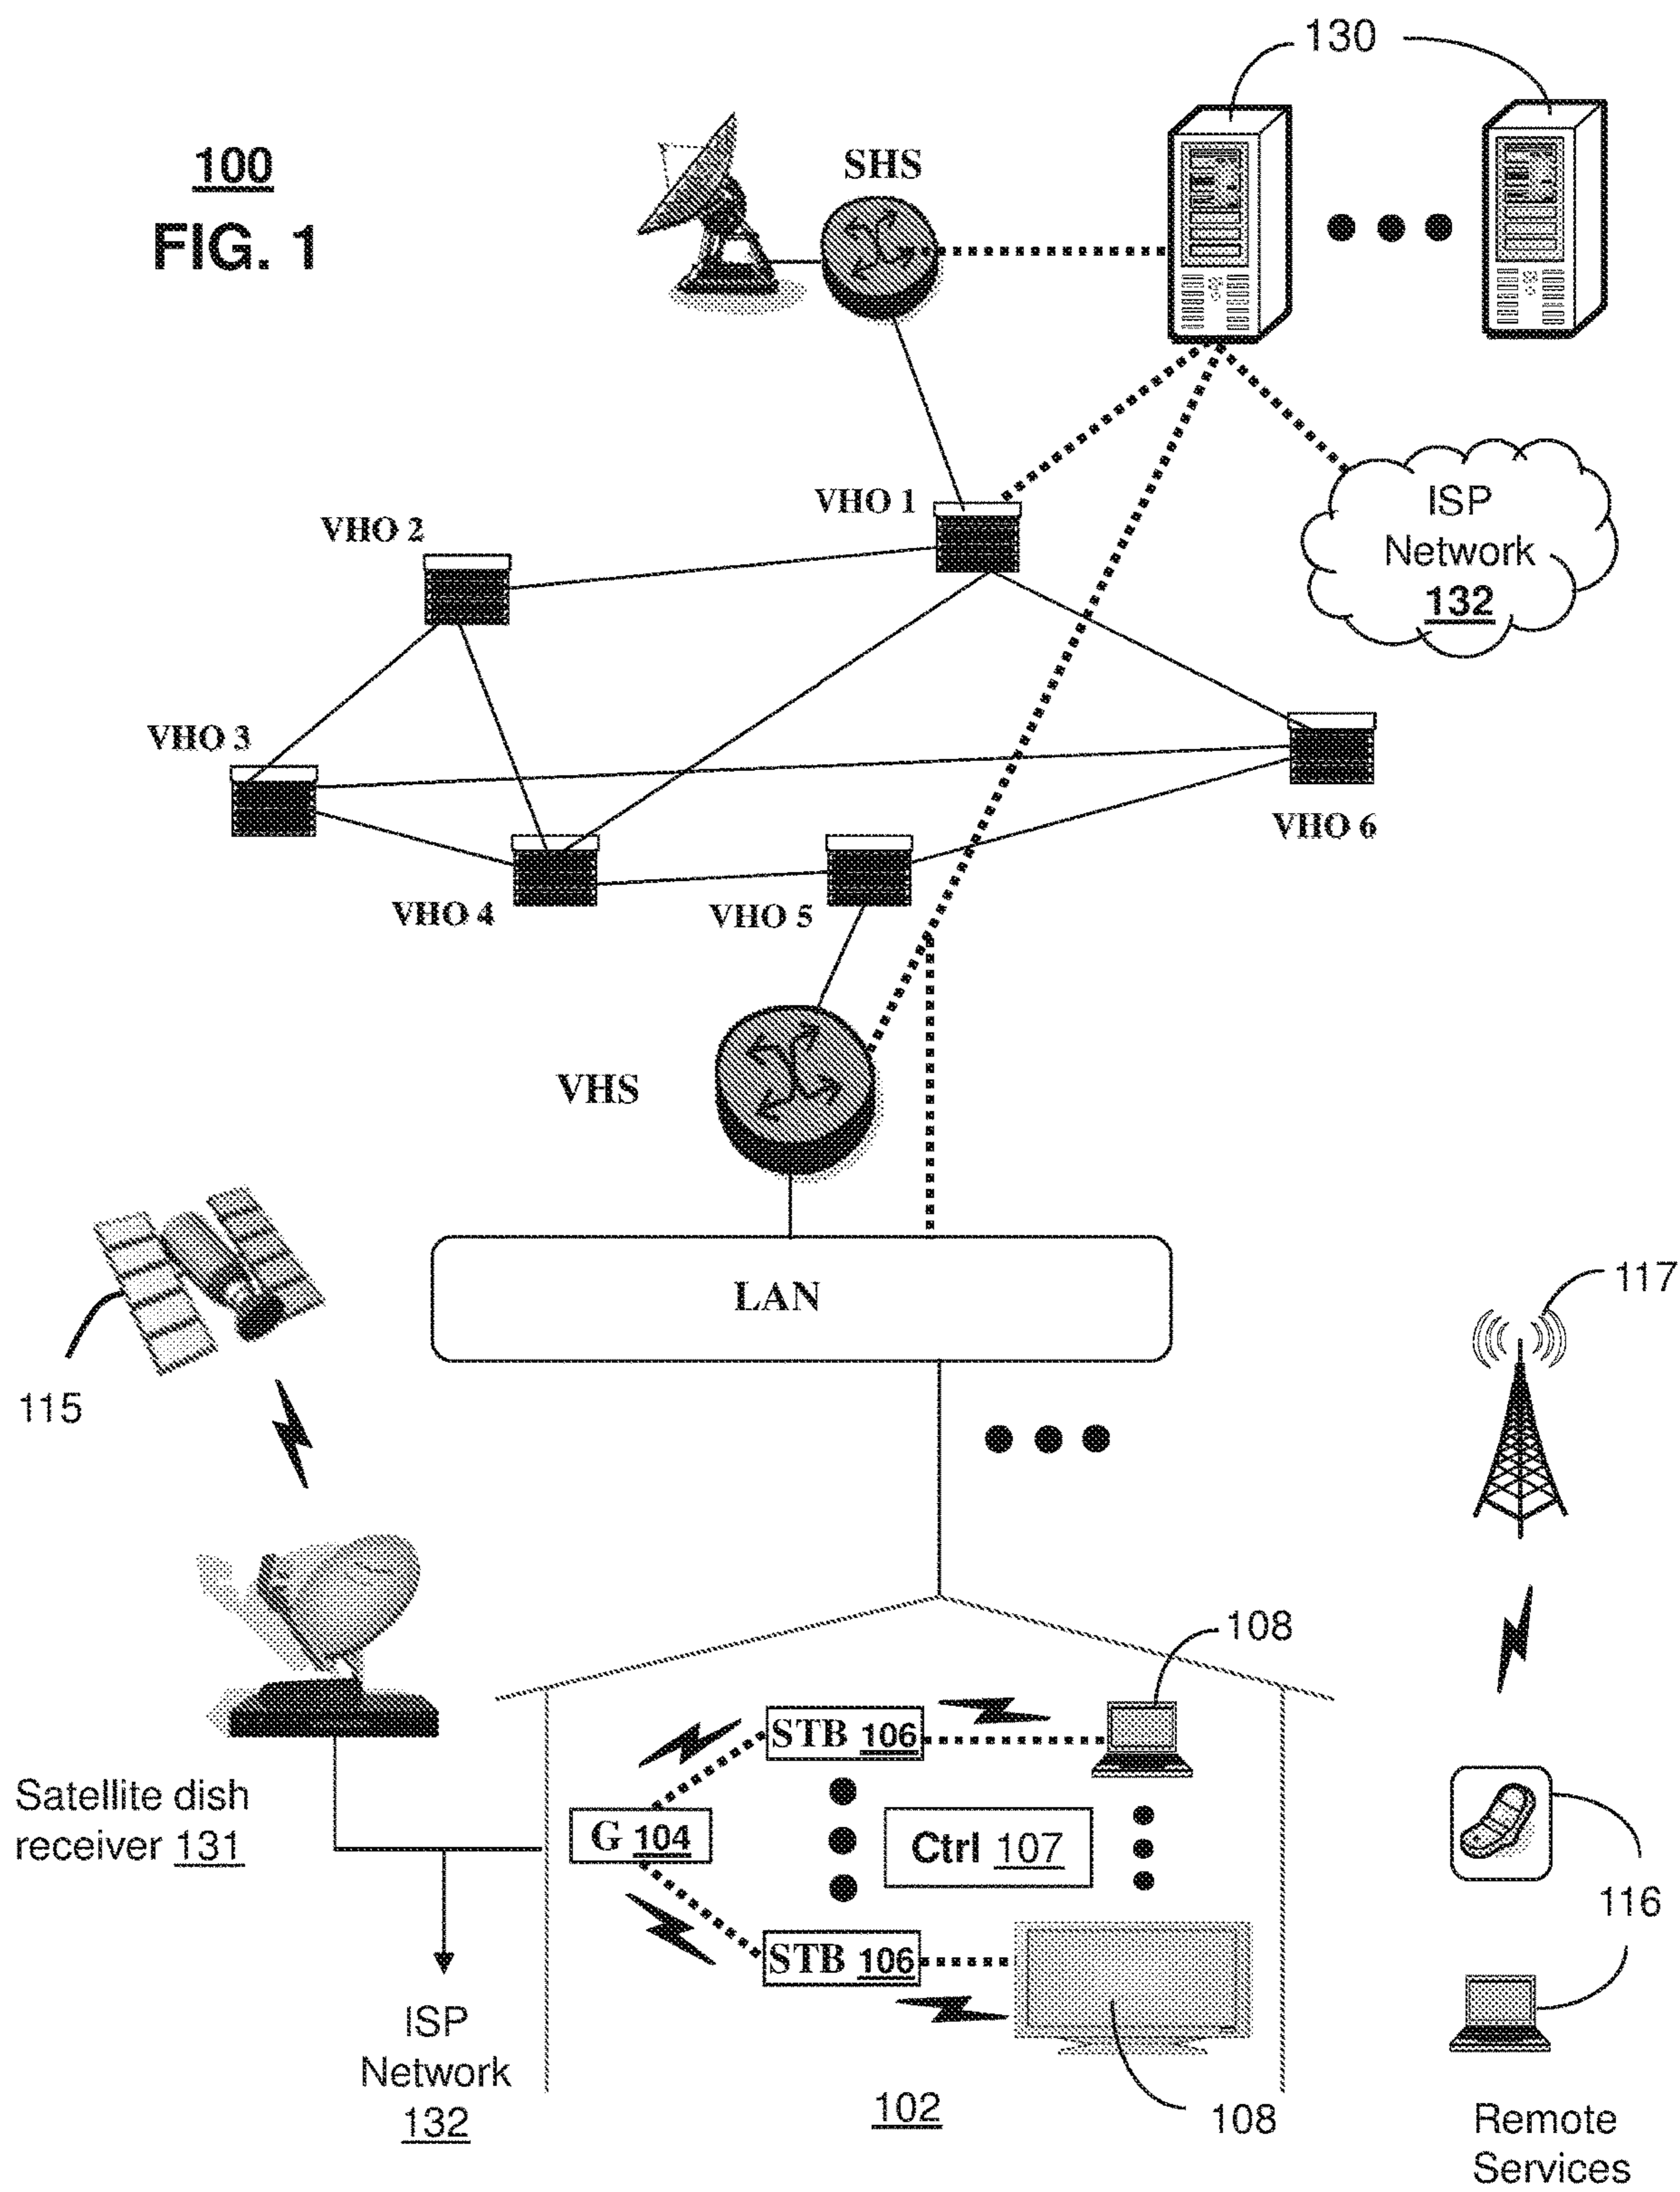 130
SHS
100
FIG. 1
VHO 1
ISP
Network
132
VHO 2
VHO 3
VHO 6
VHO 4
VHO 5
VHS
LAN
117
115
108
STB 106
Satellite dish
receiver 131
G 104
Ctrl 107
116
STB 106
ISP
Network
132
102
108
Remote
Services